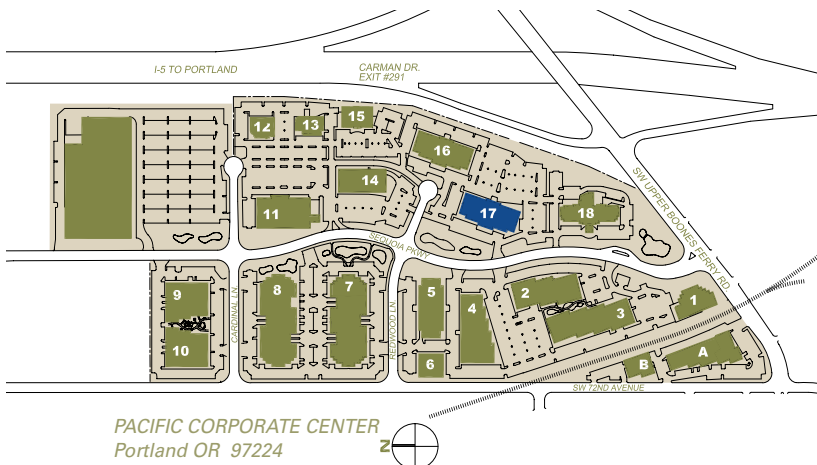 I-5 TO PORTLAND
CARMAN DR.
EXIT #291
15
12
13
16
14
SW UPPER BOONES FERRY RD
11
17
18
SEQUOIA PKWY
9
8
7
5
2
1
CARDINAL LN.
REDWOOD LN.
4
3
10
6
B
A
SW 72ND AVENUE
PACIFIC CORPORATE CENTER
Portland OR 97224
N